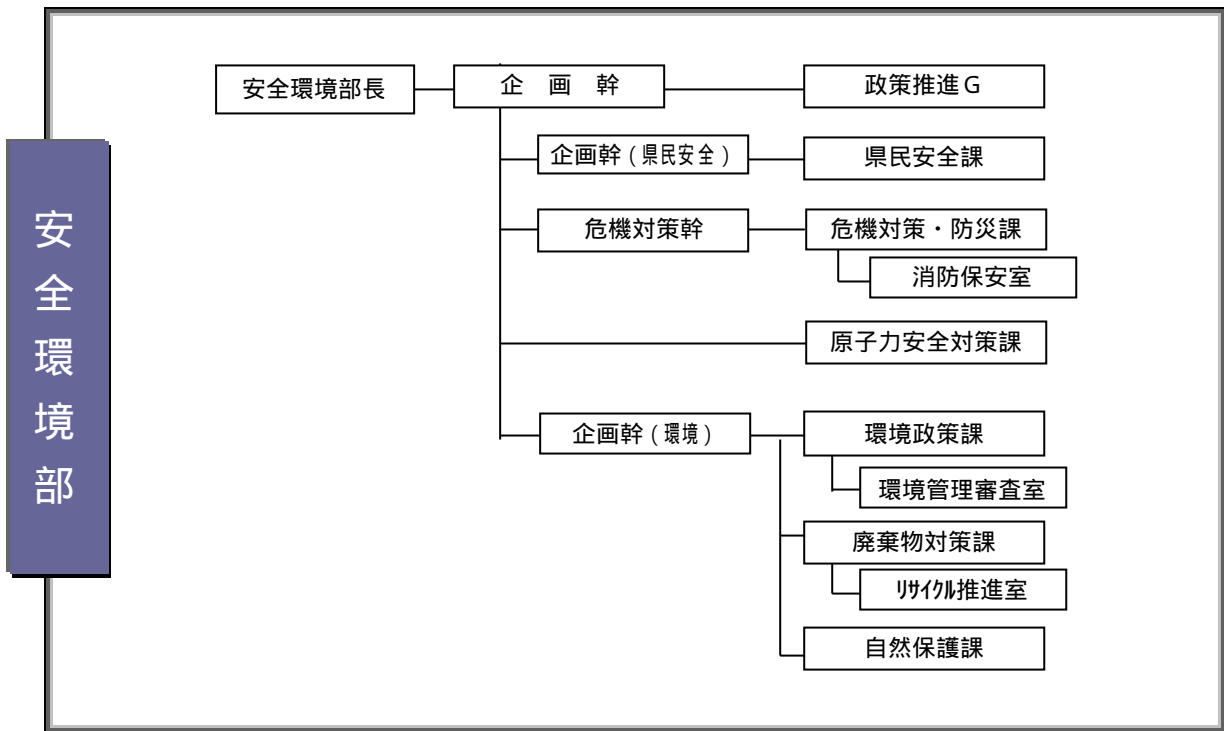 安全環境部
安全環境部長
企　画　幹
政策推進Ｇ
企画幹（県民安全）
県民安全課
危機対策幹
危機対策・防災課
消防保安室
原子力安全対策課
企画幹（環境）
環境政策課
環境管理審査室
廃棄物対策課
ﾘｻｲｸﾙ推進室
自然保護課